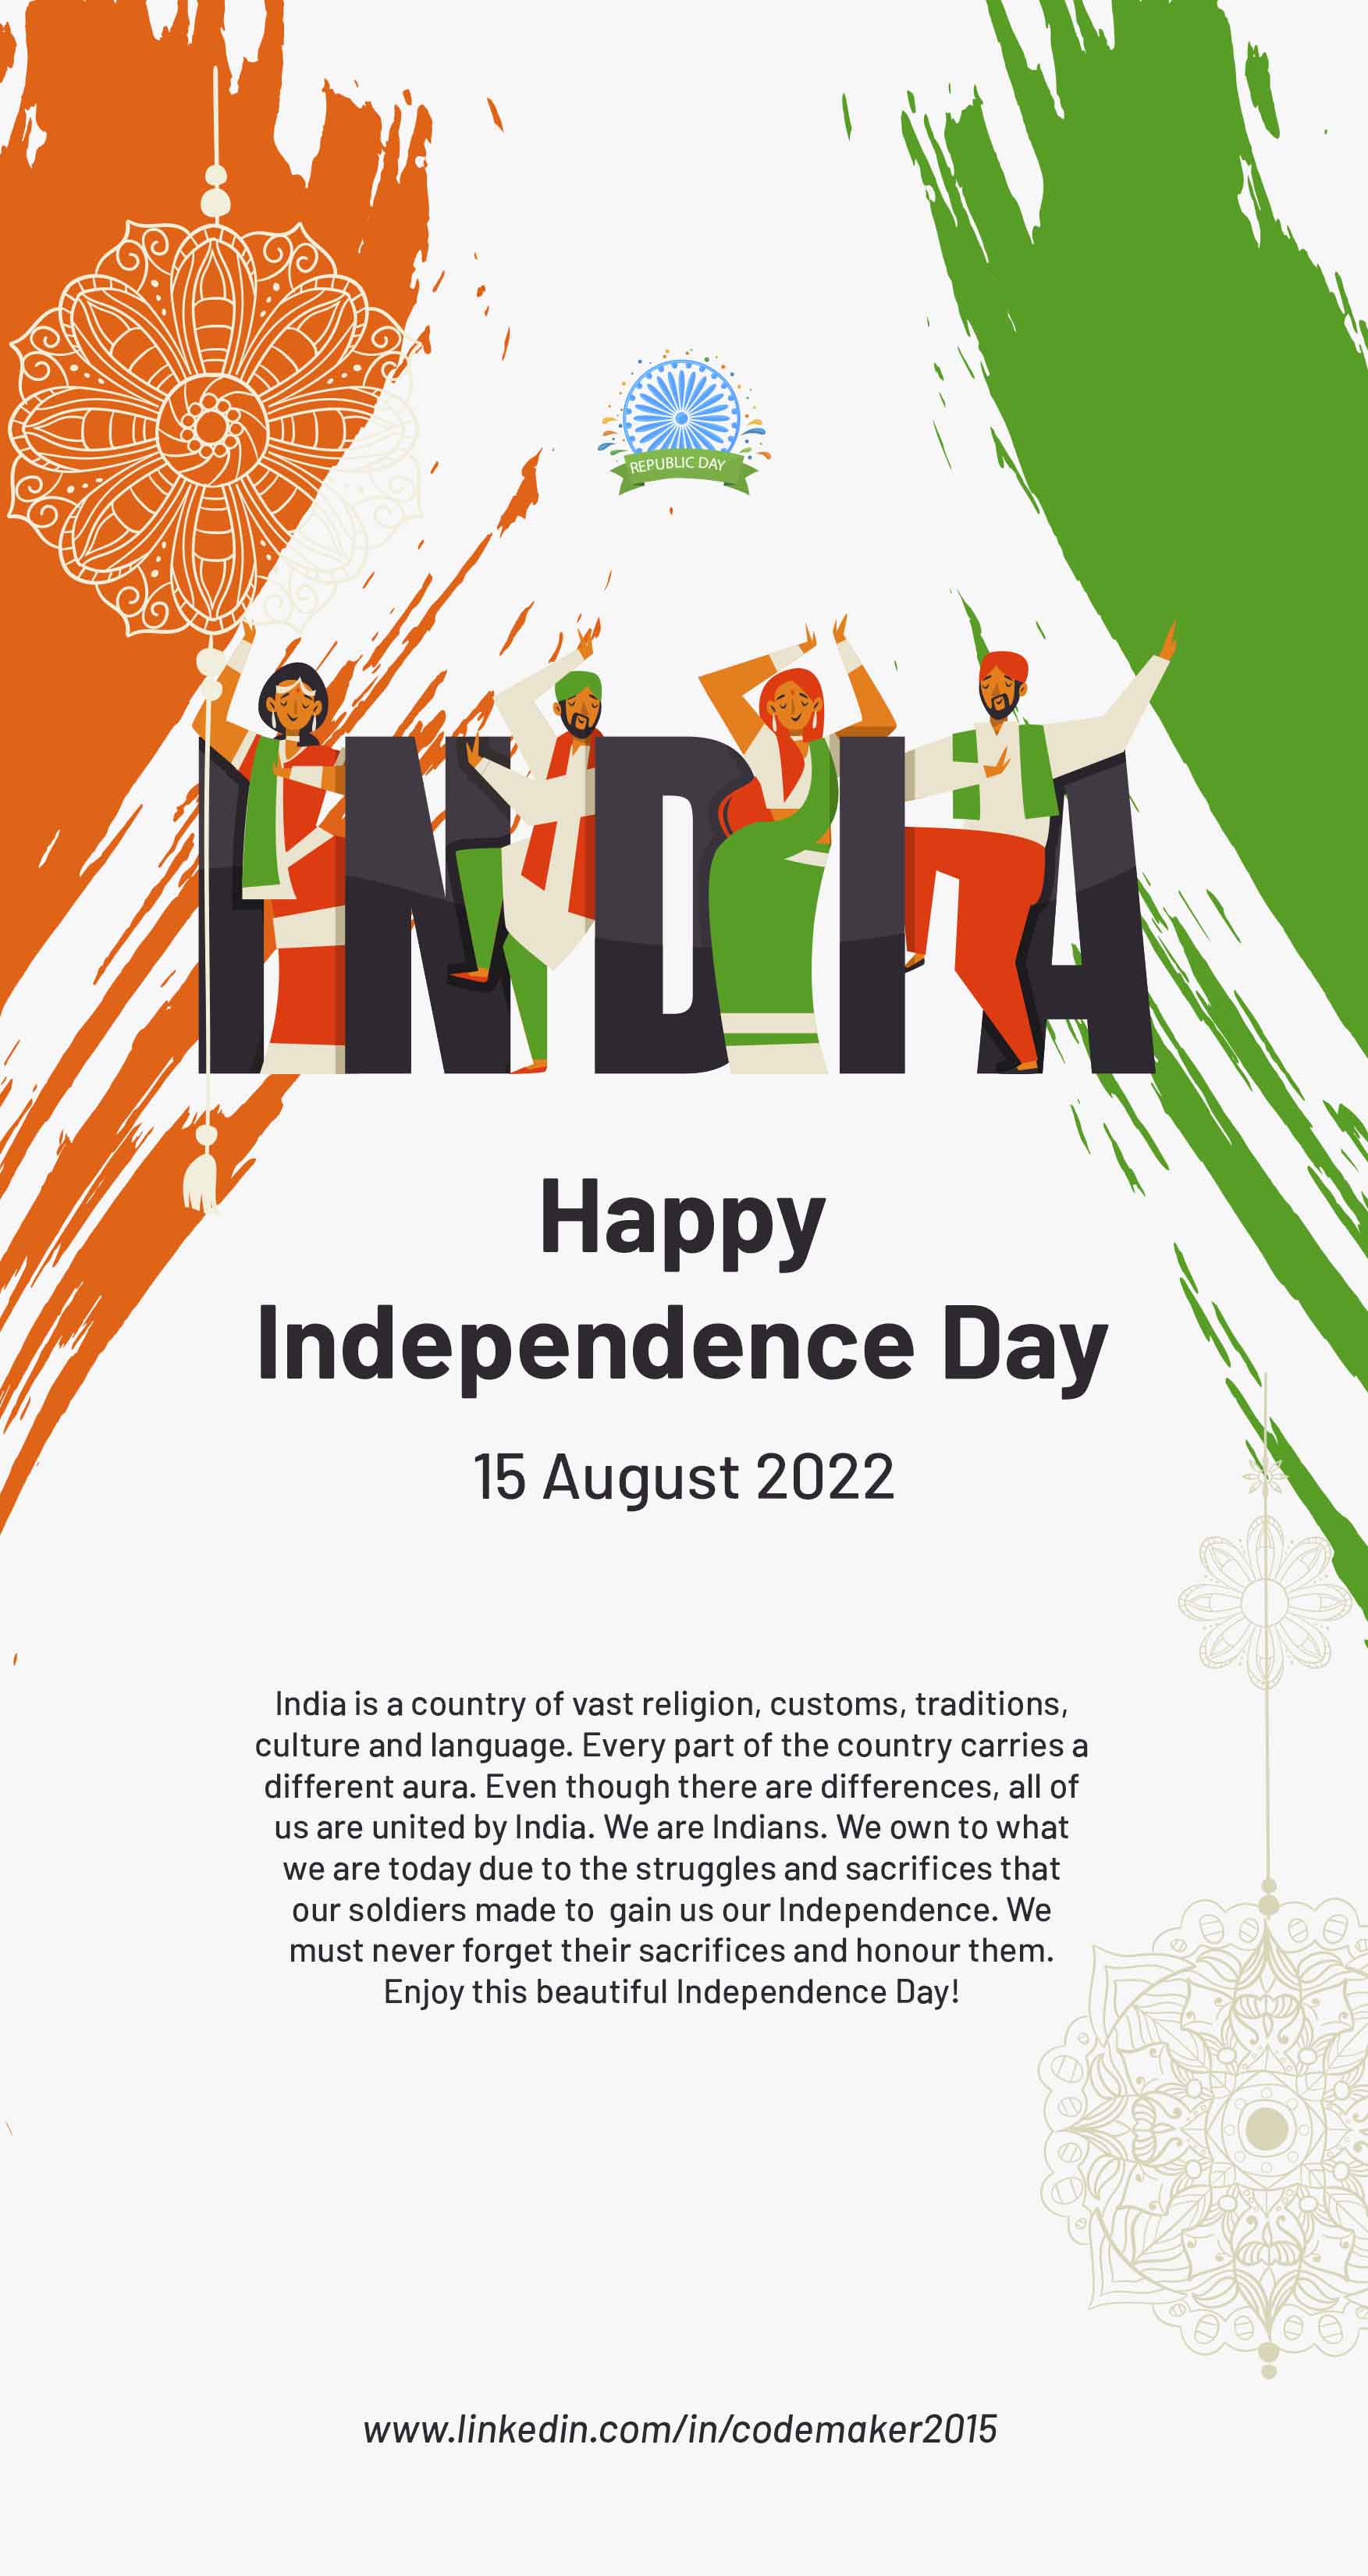 REPUBLIC DAY
INDIA
Happy
Independence Day
15 August 2022
India is a country of vast religion, customs, traditions,
culture and language. Every part of the country carries a
different aura. Even though there are differences, all of
us are united by India. We are Indians. We own to what
we are today due to the struggles and sacrifices that
our soldiers made to  gain us our Independence. We
must never forget their sacrifices and honour them.
Enjoy this beautiful Independence Day!
www.linkedin.com/in/codemaker2015